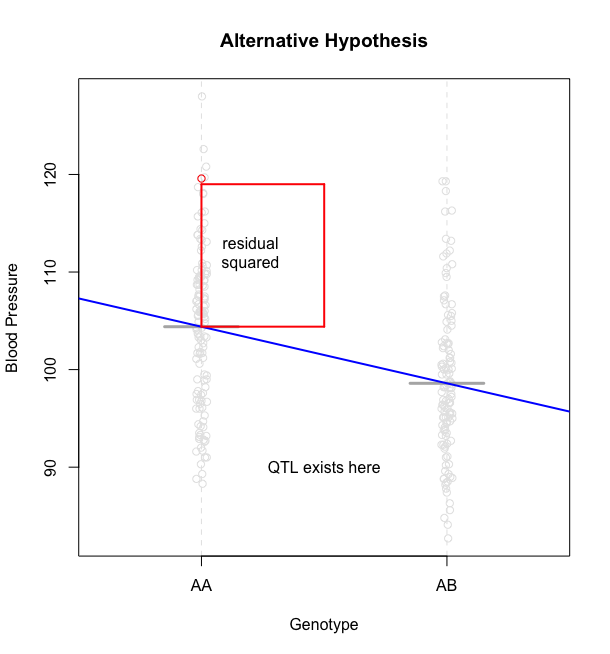 Alternative Hypothesis
Blood Pressure
120
110
100
90
residual
squared
QTL exists here
AA
AB
Genotype